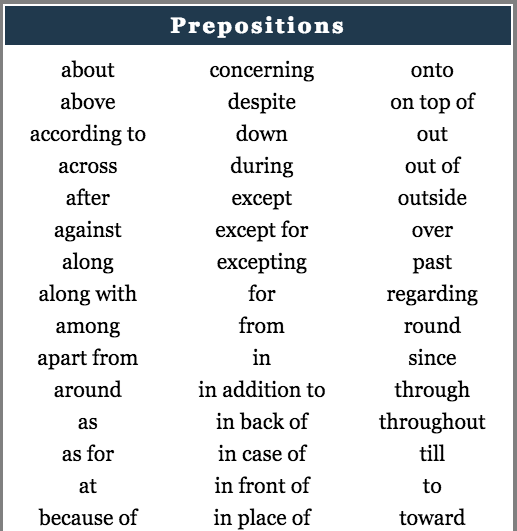 Prepositions
about concerning onto
above despite on top of
according to down out
across during out of
after except outside
against except for over
along excepting past
along with for regarding
among from round
apart from in since
around in addition to through
as in back of throughout
as for in case of till
at in front of to
because of in place of toward